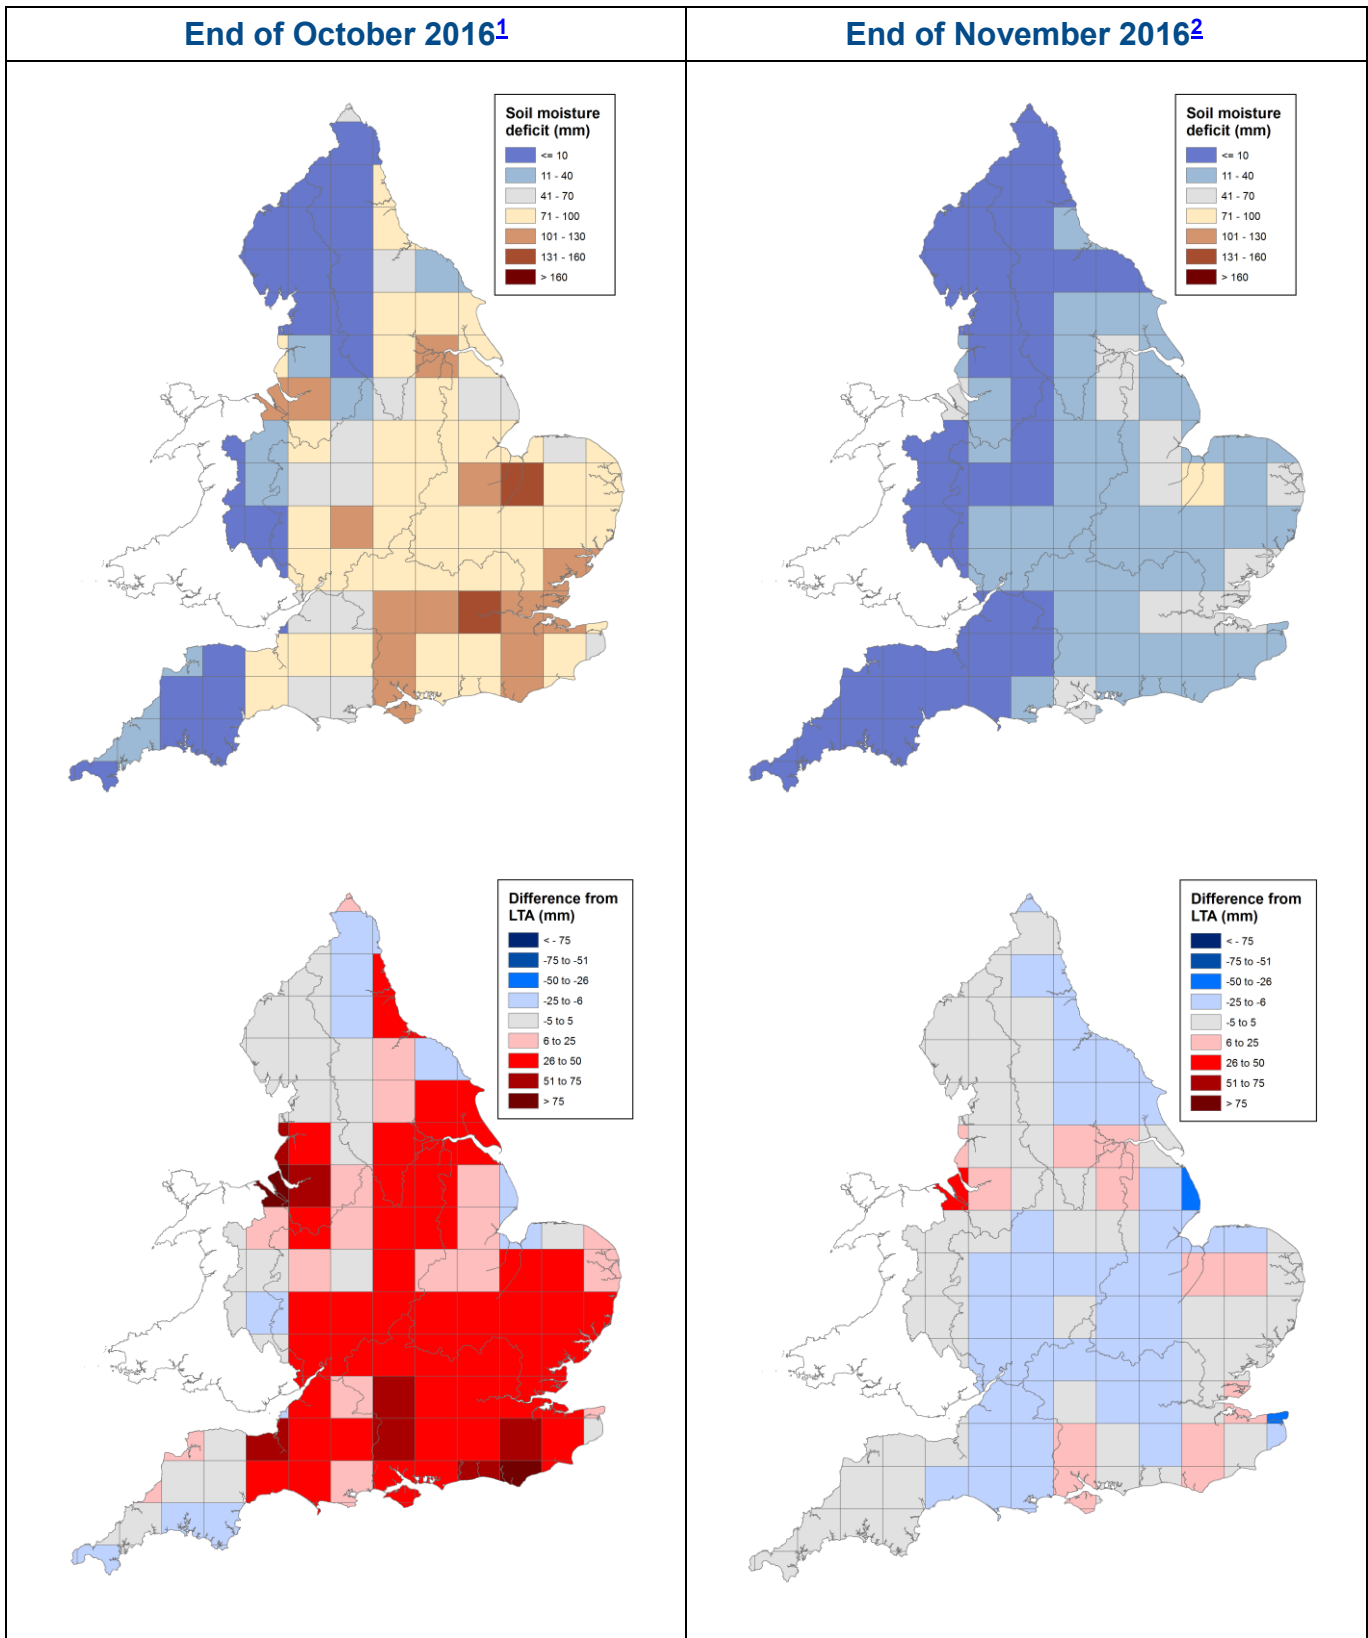 End of October 20161
End of November 20162
Soil moisture
deficit (mm)
<= 10
11 - 40
41 - 70
71 - 100
101 - 130
131 - 160
> 160
Soil moisture
deficit (mm)
<= 10
11 - 40
41 - 70
71 - 100
101 - 130
131 - 160
> 160
Difference from
LTA (mm)
< - 75
-75 to -51
-50 to -26
-25 to -6
-5 to 5
6 to 25
26 to 50
51 to 75
> 75
Difference from
LTA (mm)
< - 75
-75 to -51
-50 to -26
-25 to -6
-5 to 5
6 to 25
26 to 50
51 to 75
> 75